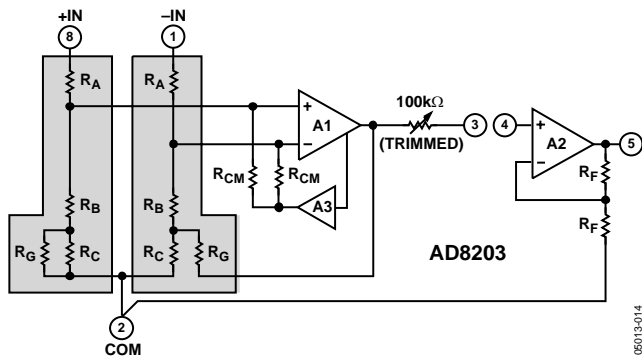 +IN
–IN
8
1
RA
RA
100kΩ
3
4
+
A1
–
(TRIMMED)
+
A2
–
5
RCM
RCM
RF
A3
RB
RB
RF
RG
RC
RC
RG
AD8203
2
COM
05013-014